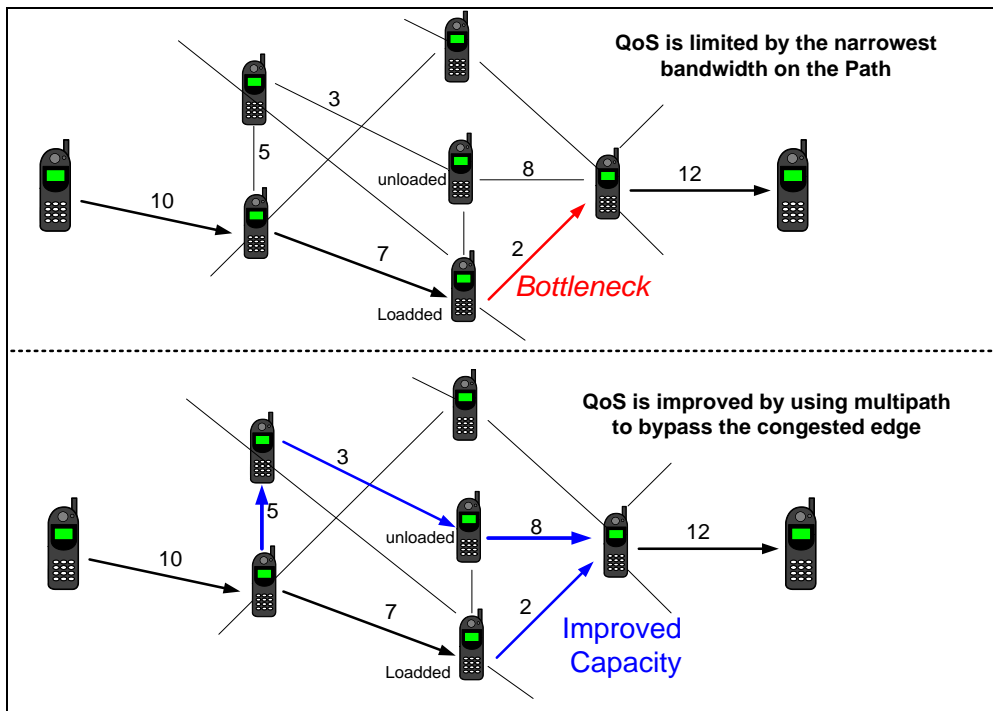 QoS is limited by the narrowest
bandwidth on the Path
3
5
unloaded
8
12
10
7
2
Bottleneck
Loadded
QoS is improved by using multipath
to bypass the congested edge
3
5
unloaded
8
12
10
7
2
Improved
Capacity
Loadded